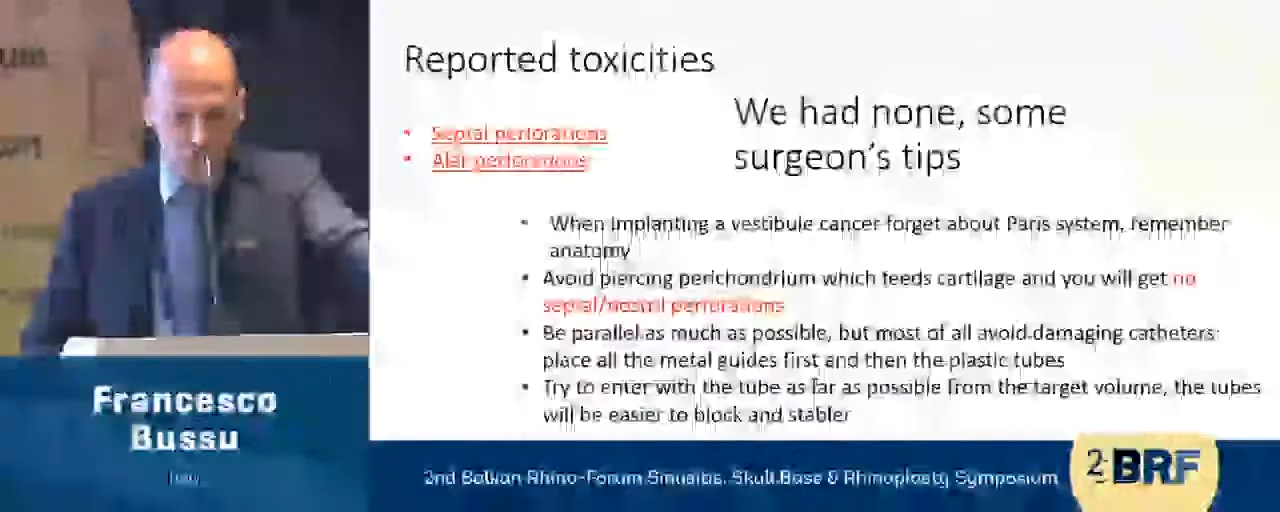 Reported toxicities
We had none, some
surgeon's tips
• Septal perforations
• Alar perforations
• When implanting a vestibule cancer forget about Paris system, remember
anatomy
• Avoid piercing perichondrium which feeds cartilage and you will get no
septal/nostril perforations
• Be parallel as much as possible, but most of all avoid damaging catheters:
place all the metal guides first and then the plastic tubes
• Try to enter with the tube as far as possible from the target volume, the tubes
will be easier to block and stabler
Francesco
Bussu
Italy
2nd Balkan Rhino-Forum Sinusitis, Skull Base & Rhinoplasty Symposium
2 BRF